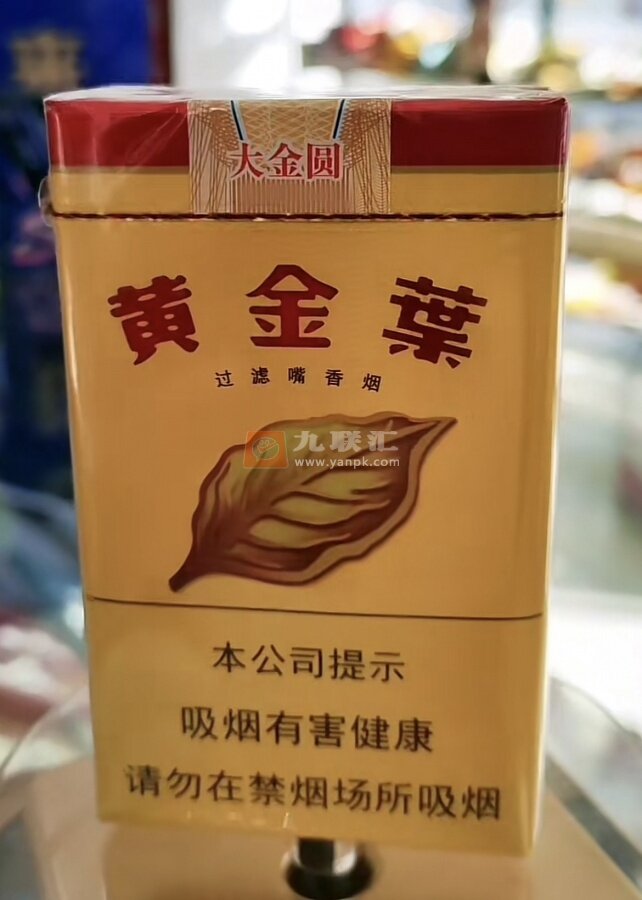 大金圆
黄金葉
过滤嘴香烟
九联汇
www.yanpk.com
本公司提示
吸烟有害健康
请勿在禁烟场所吸烟